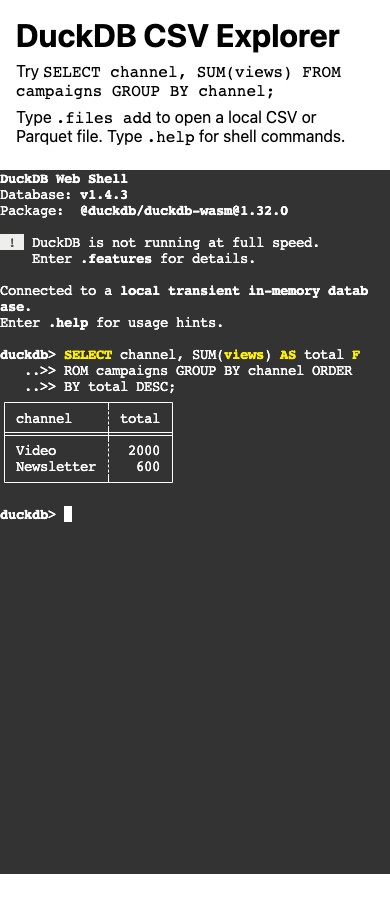 DuckDB CSV Explorer
Try SELECT channel, SUM(views) FROM
campaigns GROUP BY channel;
Type .files add to open a local CSV or
Parquet file. Type .help for shell commands.
DuckDB Web Shell
Database: v1.4.3
Package:  @duckdb/duckdb-wasm@1.32.0
! DuckDB is not running at full speed.
Enter .features for details.
Connected to a local transient in-memory datab
ase.
Enter .help for usage hints.
duckdb> SELECT channel, SUM(views) AS total F
..>> ROM campaigns GROUP BY channel ORDER
..>> BY total DESC;
channel total
Video 2000
Newsletter 600
duckdb>